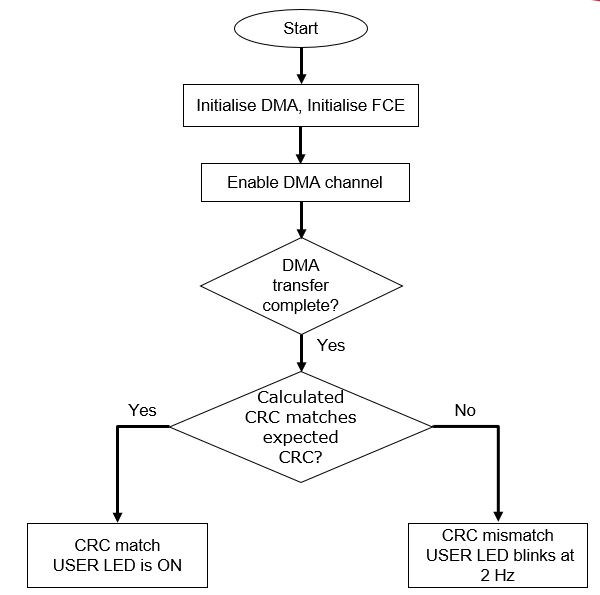 Start
Initialise DMA, Initialise FCE
Enable DMA channel
DMA
transfer
complete?
Yes
Calculated
CRC matches
expected
CRC?
Yes
No
CRC match
USER LED is ON
CRC mismatch
USER LED blinks at
2 Hz